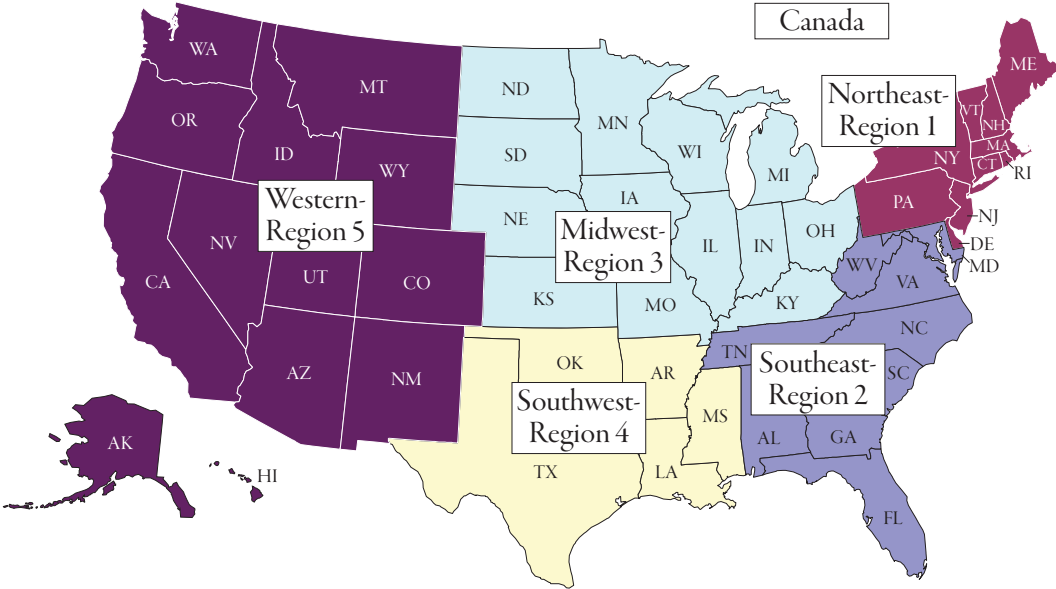 Canada
WA
ME
MT
ND
Northeast-
Region 1
VT
OR
MN
NH
MA
ID
SD
WI
NY
CT
RI
WY
MI
IA
PA
Western-
Region 5
NE
Midwest-
Region 3
NJ
NV
IL
IN
OH
DE
UT
WV
MD
CA
CO
VA
KS
MO
KY
NC
TN
OK
Southeast-
Region 2
AZ
NM
AR
SC
Southwest-
Region 4
MS
AK
AL
GA
TX
LA
HI
FL